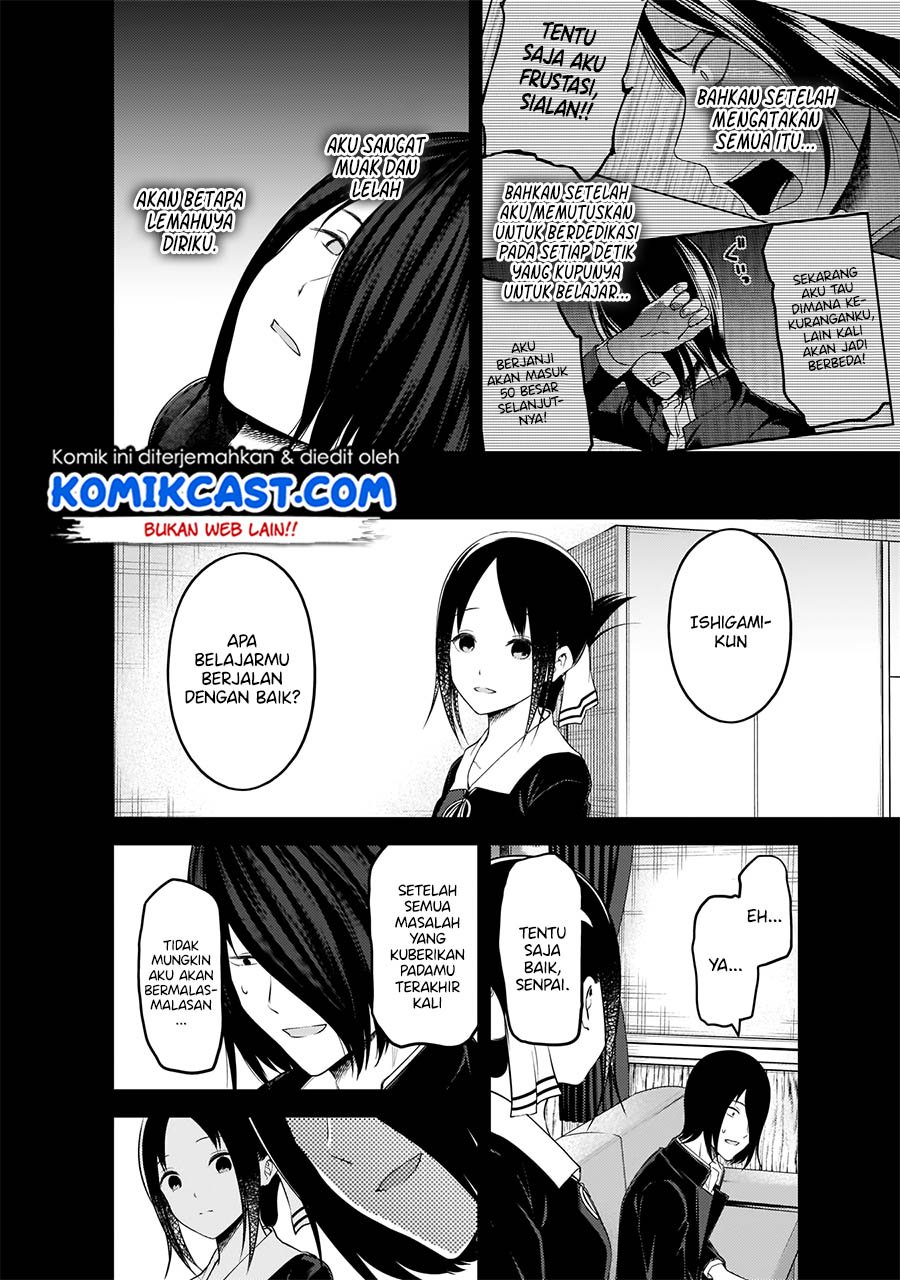 TENTU
SAJA AKU
FRUSTASI,
SIALAN!!
BAHKAN SETELAH
MENGATAKAN
SEMUA ITU...
BAHKAN SETELAH
AKU MEMUTUSKAN
UNTUK BERDEDIKASI
PADA SETIAP DETIK
YANG KUPUNYA
UNTUK BELAJAR...
SEKARANG
AKU TAU
DIMANA KE-
KURANGANKU,
LAIN KALI
AKAN JADI
BERBEDA!
AKU
BERJANJI
AKAN MASUK
50 BESAR
SELANJUT-
NYA!
AKU SANGAT
MUAK DAN
LELAH
AKAN BETAPA
LEMAHNYA
DIRIKU.
Komik ini diterjemahkan & diedit oleh
KOMIKCAST.COM
BUKAN WEB LAIN!!
ISHIGAMI-
KUN
APA
BELAJARMU
BERJALAN
DENGAN BAIK?
EH...
YA...
TENTU
SAJA BAIK,
SENPAI.
SETELAH
SEMUA
MASALAH
YANG
KUBERIKAN
PADAMU
TERAKHIR
KALI
TIDAK
MUNGKIN
AKU AKAN
BERMALAS-
MALASAN
...